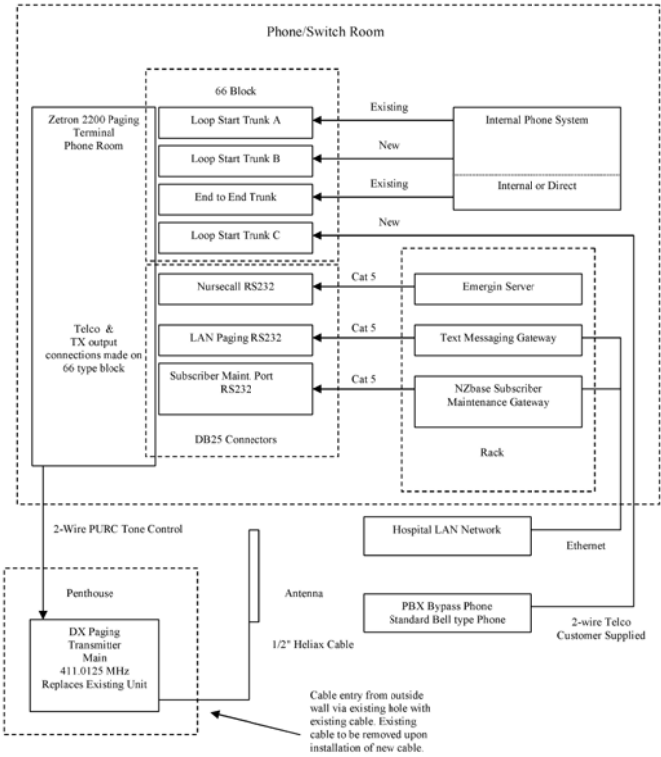 Phone/Switch Room
66 Block
Zetron 2200 Paging
Terminal
Phone Room
Loop Start Trunk A
Existing
Internal Phone System
Loop Start Trunk B
New
End to End Trunk
Existing
Internal or Direct
Loop Start Trunk C
New
Nursecall RS232
Cat 5
Emergin Server
Telco &
TX output
connections made on
66 type block
LAN Paging RS232
Cat 5
Text Messaging Gateway
Subscriber Maint. Port
RS232
Cat 5
NZbase Subscriber
Maintenance Gateway
DB25 Connectors
Rack
2-Wire PURC Tone Control
Hospital LAN Network
Ethernet
Penthouse
Antenna
PBX Bypass Phone
Standard Bell type Phone
2-wire Telco
Customer Supplied
DX Paging
Transmitter
Main
411.0125 MHz
Replaces Existing Unit
1/2" Heliax Cable
Cable entry from outside
wall via existing hole with
existing cable. Existing
cable to be removed upon
installation of new cable.